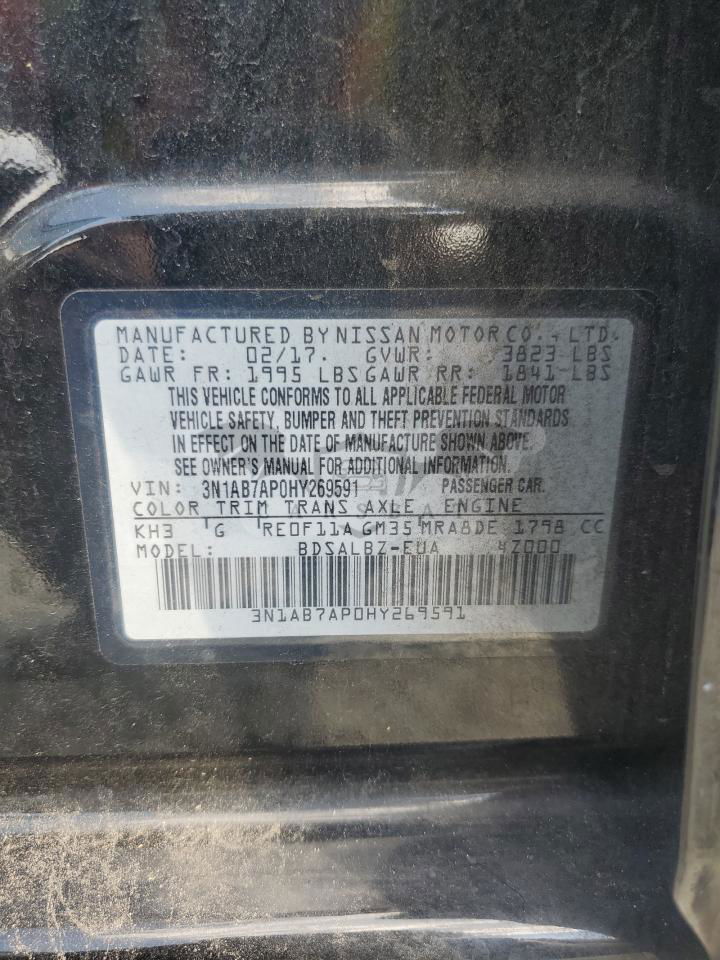 MANUFACTURED BY NISSAN MOTOR CO., LTD.
DATE: 02/17. GVWR: 3823 LBS
GAWR FR: 1995 LBS GAWR RR: 1841 LBS
THIS VEHICLE CONFORMS TO ALL APPLICABLE FEDERAL MOTOR
VEHICLE SAFETY, BUMPER AND THEFT PREVENTION STANDARDS
IN EFFECT ON THE DATE OF MANUFACTURE SHOWN ABOVE.
SEE OWNER'S MANUAL FOR ADDITIONAL INFORMATION.
VIN: 3N1AB7AP0HY269591 PASSENGER CAR.
COLOR TRIM TRANS AXLE ENGINE
KH3 G RE0F11A GM35 MRA8DE 1798 CC
MODEL: BDSALBZ-EUA 4Z000
3N1AB7AP0HY269591